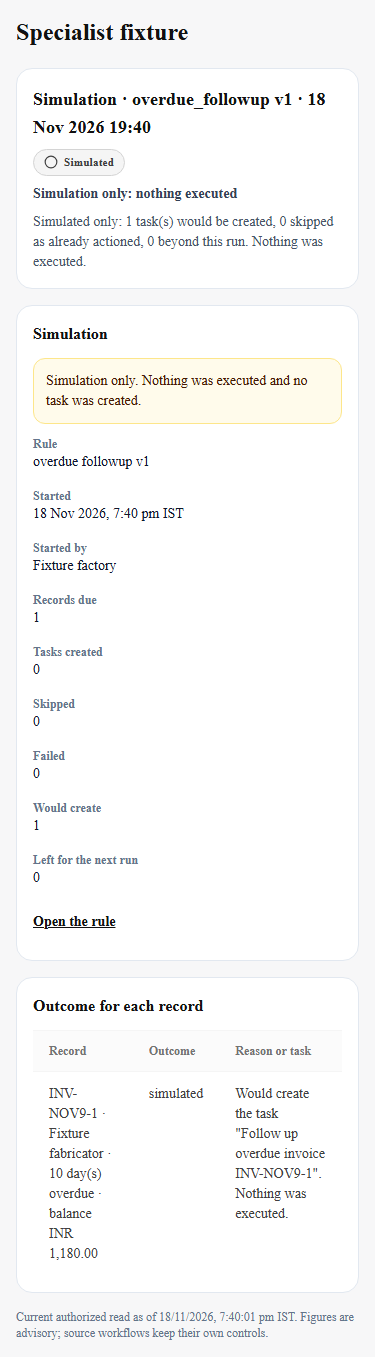 Specialist fixture
Simulation · overdue_followup v1 · 18
Nov 2026 19:40
Simulated
Simulation only: nothing executed
Simulated only: 1 task(s) would be created, 0 skipped
as already actioned, 0 beyond this run. Nothing was
executed.
Simulation
Simulation only. Nothing was executed and no
task was created.
Rule
overdue followup v1
Started
18 Nov 2026, 7:40 pm IST
Started by
Fixture factory
Records due
1
Tasks created
0
Skipped
0
Failed
0
Would create
1
Left for the next run
0
Open the rule
Outcome for each record
Record Outcome Reason or task
INV-
NOV9-1 ·
Fixture
fabricator ·
10 day(s)
overdue ·
balance
INR
1,180.00
simulated
Would create
the task
"Follow up
overdue invoice
INV-NOV9-1".
Nothing was
executed.
Current authorized read as of 18/11/2026, 7:40:01 pm IST. Figures are
advisory; source workflows keep their own controls.